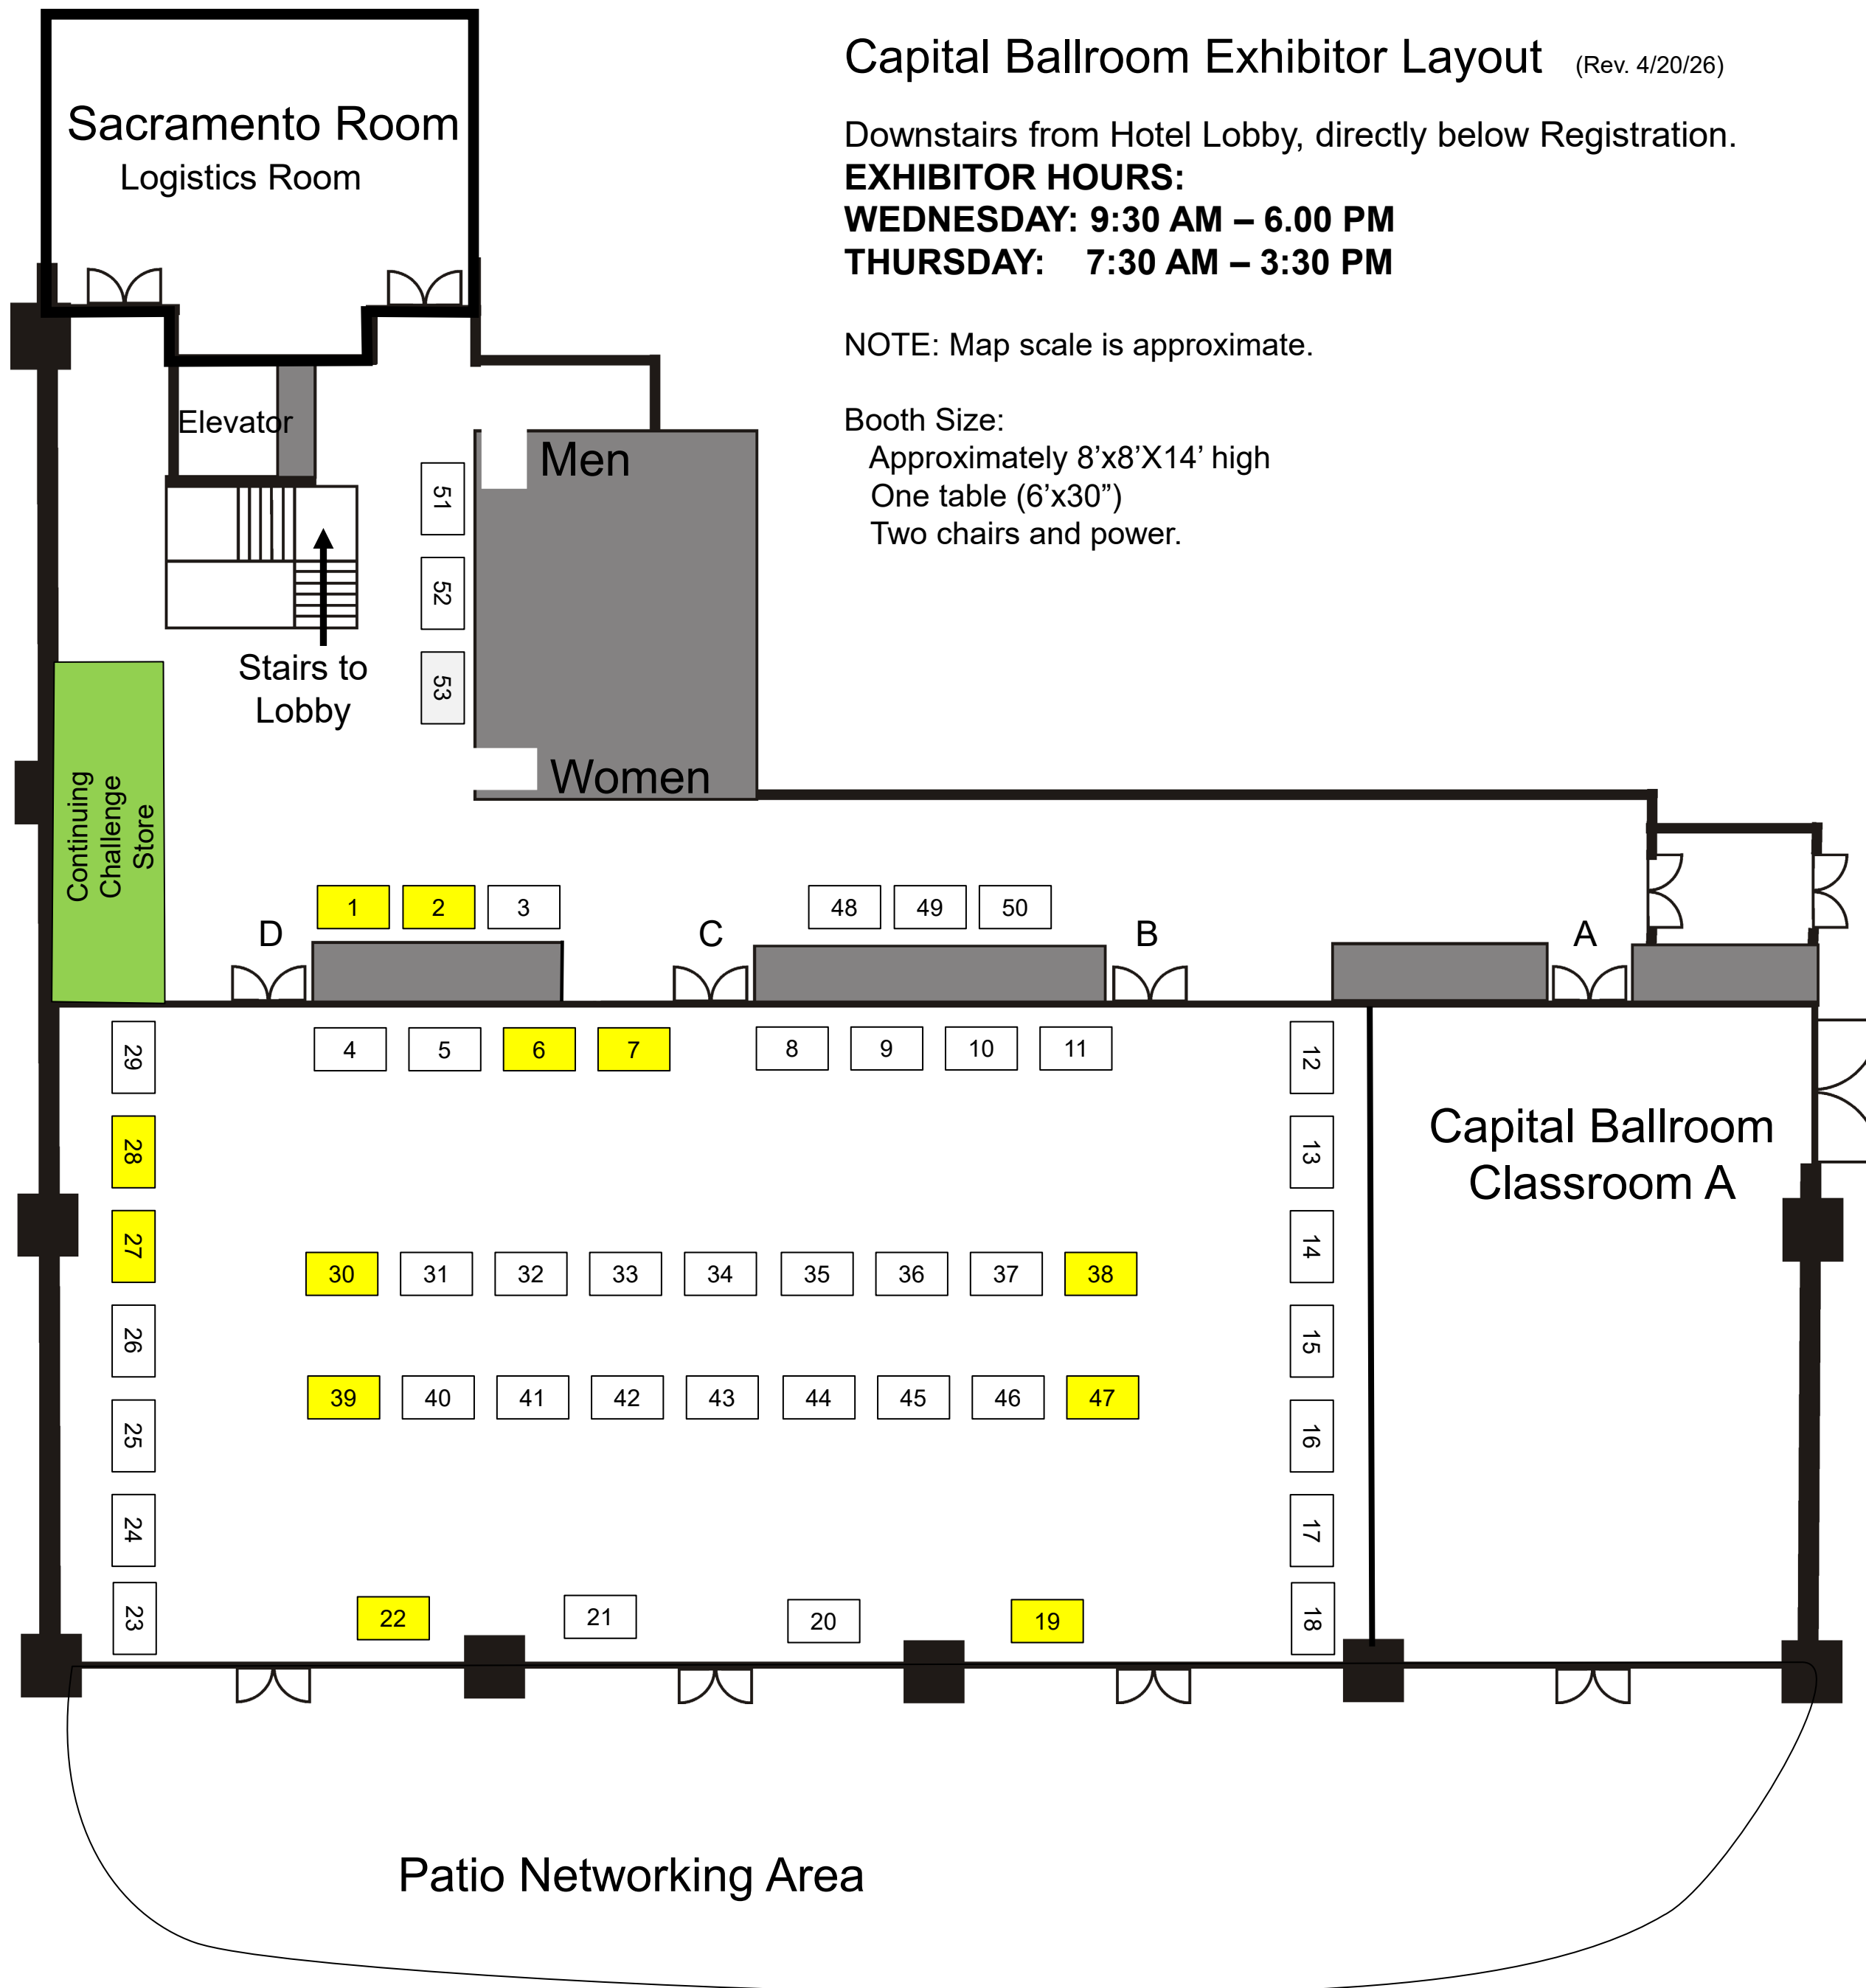 Capital Ballroom Exhibitor Layout (Rev. 4/20/26)
Downstairs from Hotel Lobby, directly below Registration.
EXHIBITOR HOURS:
WEDNESDAY: 9:30 AM – 6.00 PM
THURSDAY: 7:30 AM – 3:30 PM
NOTE: Map scale is approximate.
Booth Size:
Approximately 8’x8’X14’ high
One table (6’x30”)
Two chairs and power.
Sacramento Room
Logistics Room
Elevator
Men
51
52
53
Stairs to
Lobby
Women
Continuing
Challenge
Store
1 2 3 48 49 50
D C B A
4 5 6 7 8 9 10 11
29
28
27
26
25
24
23
12
13
14
15
16
17
18
Capital Ballroom
Classroom A
30 31 32 33 34 35 36 37 38
39 40 41 42 43 44 45 46 47
22 21 20 19
Patio Networking Area